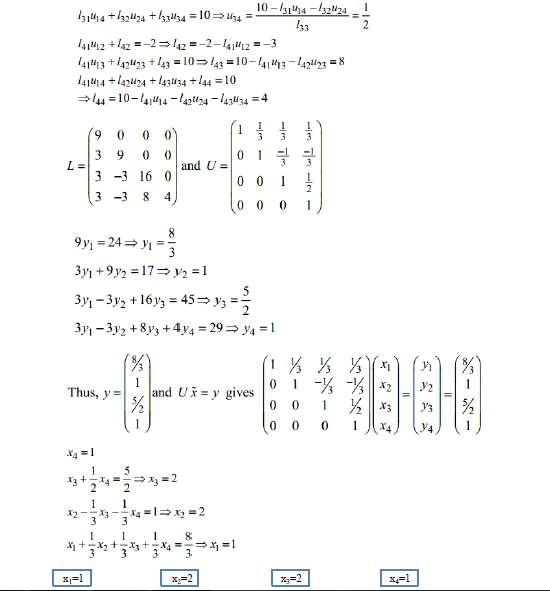 l₃₁u₁₄ + l₃₂u₂₄ + l₃₃u₃₄ = 10 ⇒ u₃₄ = (10 − l₃₁u₁₄ − l₃₂u₂₄)/l₃₃ = 1/2
l₄₁u₁₂ + l₄₂ = −2 ⇒ l₄₂ = −2 − l₄₁u₁₂ = −3
l₄₁u₁₃ + l₄₂u₂₃ + l₄₃ = 10 ⇒ l₄₃ = 10 − l₄₁u₁₃ − l₄₂u₂₃ = 8
l₄₁u₁₄ + l₄₂u₂₄ + l₄₃u₃₄ + l₄₄ = 10
⇒ l₄₄ = 10 − l₄₁u₁₄ − l₄₂u₂₄ − l₄₃u₃₄ = 4
L = (9 0 0 0; 3 9 0 0; 3 −3 16 0; 3 −3 8 4) and U = (1 1/3 1/3 1/3; 0 1 −1/3 −1/3; 0 0 1 1/2; 0 0 0 1)
9y₁ = 24 ⇒ y₁ = 8/3
3y₁ + 9y₂ = 17 ⇒ y₂ = 1
3y₁ − 3y₂ + 16y₃ = 45 ⇒ y₃ = 5/2
3y₁ − 3y₂ + 8y₃ + 4y₄ = 29 ⇒ y₄ = 1
Thus, y = (8/3; 1; 5/2; 1) and U x̃ = y gives (1 1/3 1/3 1/3; 0 1 −1/3 −1/3; 0 0 1 1/2; 0 0 0 1)(x₁; x₂; x₃; x₄) = (y₁; y₂; y₃; y₄) = (8/3; 1; 5/2; 1)
x₄ = 1
x₃ + 1/2 x₄ = 5/2 ⇒ x₃ = 2
x₂ − 1/3 x₃ − 1/3 x₄ = 1 ⇒ x₂ = 2
x₁ + 1/3 x₂ + 1/3 x₃ + 1/3 x₄ = 8/3 ⇒ x₁ = 1
x₁=1 x₂=2 x₃=2 x₄=1